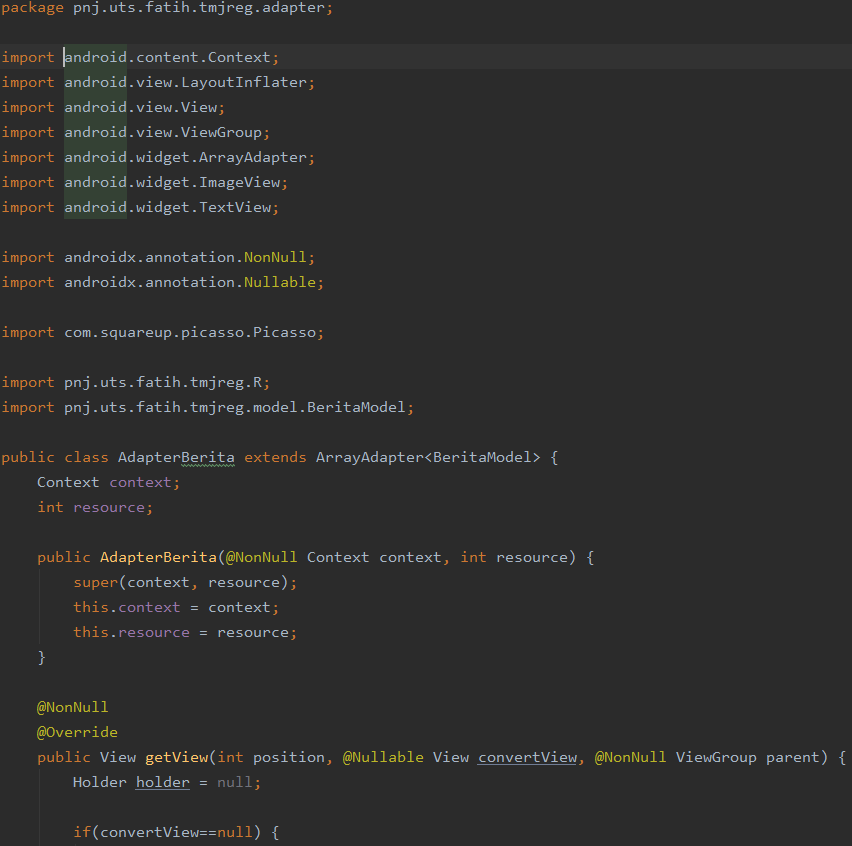 package pnj.uts.fatih.tmjreg.adapter;
import android.content.Context;
import android.view.LayoutInflater;
import android.view.View;
import android.view.ViewGroup;
import android.widget.ArrayAdapter;
import android.widget.ImageView;
import android.widget.TextView;
import androidx.annotation.NonNull;
import androidx.annotation.Nullable;
import com.squareup.picasso.Picasso;
import pnj.uts.fatih.tmjreg.R;
import pnj.uts.fatih.tmjreg.model.BeritaModel;
public class AdapterBerita extends ArrayAdapter<BeritaModel> {
    Context context;
    int resource;
    public AdapterBerita(@NonNull Context context, int resource) {
        super(context, resource);
        this.context = context;
        this.resource = resource;
    }
    @NonNull
    @Override
    public View getView(int position, @Nullable View convertView, @NonNull ViewGroup parent) {
        Holder holder = null;
        if(convertView==null) {